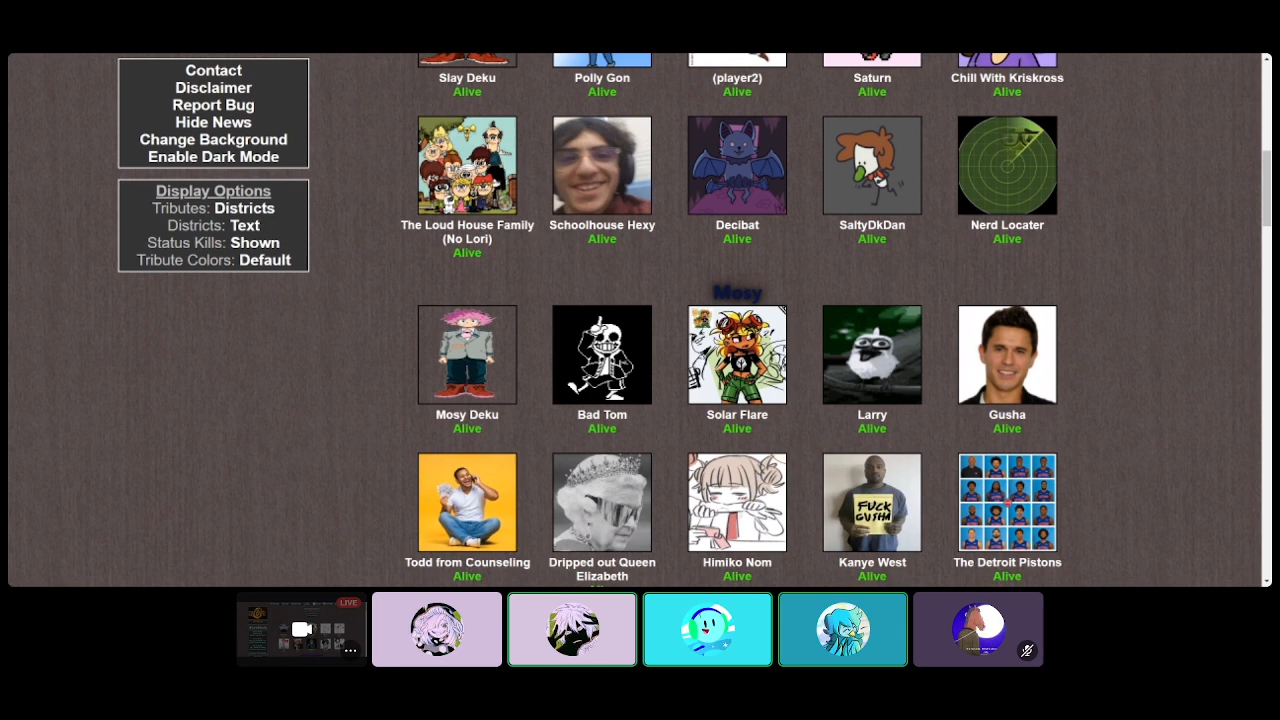 Contact
Disclaimer
Report Bug
Hide News
Change Background
Enable Dark Mode
Display Options
Tributes: Districts
Districts: Text
Status Kills: Shown
Tribute Colors: Default
Slay Deku
Polly Gon
(player2)
Saturn
Chill With Kriskross
Alive
Alive
Alive
Alive
Alive
The Loud House Family
(No Lori)
Schoolhouse Hexy
Decibat
SaltyDkDan
Nerd Locater
Alive
Alive
Alive
Alive
Alive
Mosy
Mosy Deku
Bad Tom
Solar Flare
Larry
Gusha
Alive
Alive
Alive
Alive
Alive
FUCK
GUSHA
Todd from Counseling
Dripped out Queen
Elizabeth
Himiko Nom
Kanye West
The Detroit Pistons
Alive
Alive
Alive
Alive
LIVE